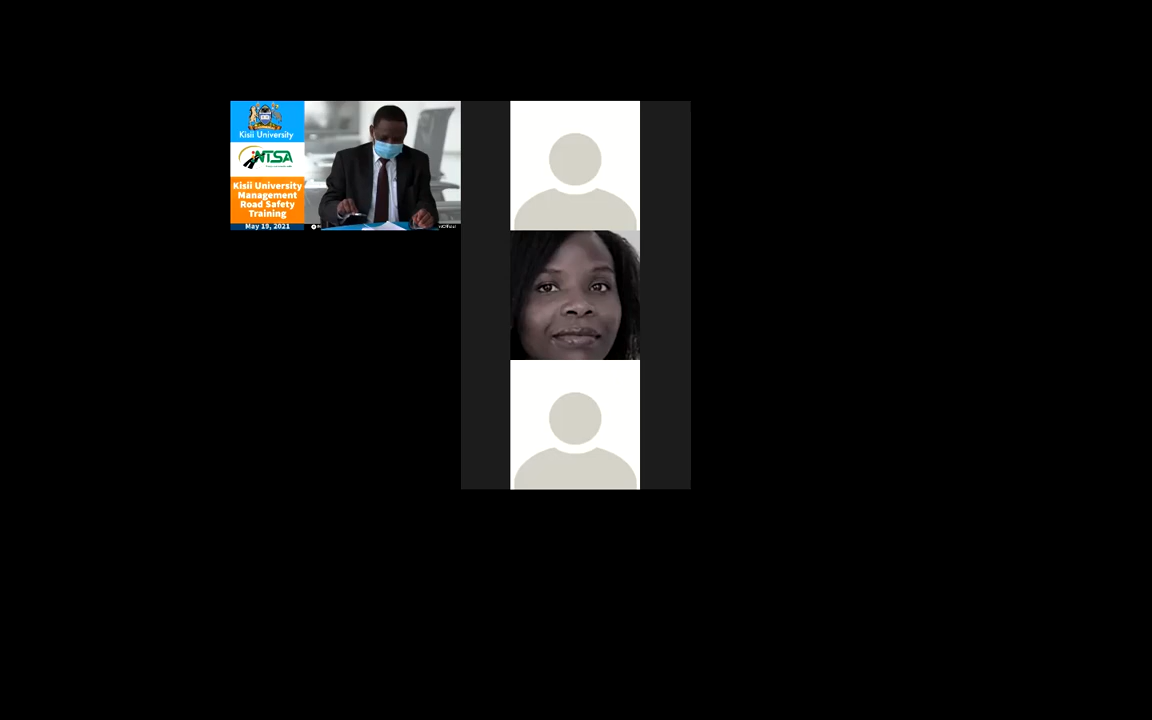 Kisii University
NTSA
Kisii University
Management
Road Safety
Training
May 19, 2021